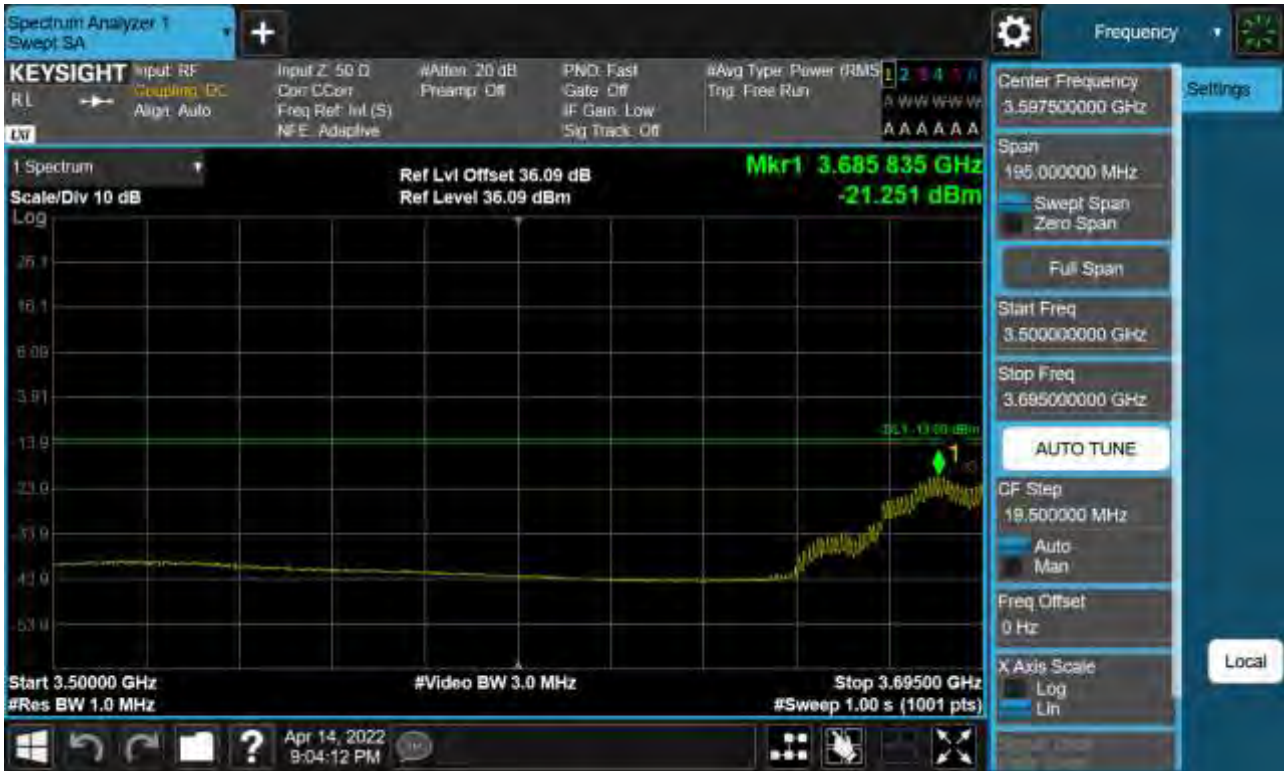 Spectrum Analyzer 1
Swept SA
+
Frequency
KEYSIGHT
RL
LXI
Input: RF
Coupling: DC
Align: Auto
Input Z: 50 Ω
Corr CCorr
Freq Ref: Int (S)
NFE: Adaptive
#Atten: 20 dB
Preamp: Off
PNO: Fast
Gate: Off
IF Gain: Low
Sig Track: Off
#Avg Type: Power (RMS
Trig: Free Run
1 2 3 4 5 6
A W W W W W
A A A A A A
1 Spectrum
Scale/Div 10 dB
Log
Ref Lvl Offset 36.09 dB
Ref Level 36.09 dBm
Mkr1 3.685 835 GHz
-21.251 dBm
26.1
16.1
6.09
-3.91
-13.9
-23.9
-33.9
-43.9
-53.9
DL1 -13.00 dBm
1
Start 3.50000 GHz
#Res BW 1.0 MHz
#Video BW 3.0 MHz
Stop 3.69500 GHz
#Sweep 1.00 s (1001 pts)
Center Frequency
3.597500000 GHz
Settings
Span
195.000000 MHz
Swept Span
Zero Span
Full Span
Start Freq
3.500000000 GHz
Stop Freq
3.695000000 GHz
AUTO TUNE
CF Step
19.500000 MHz
Auto
Man
Freq Offset
0 Hz
X Axis Scale
Log
Lin
Local
?
Apr 14, 2022
9:04:12 PM